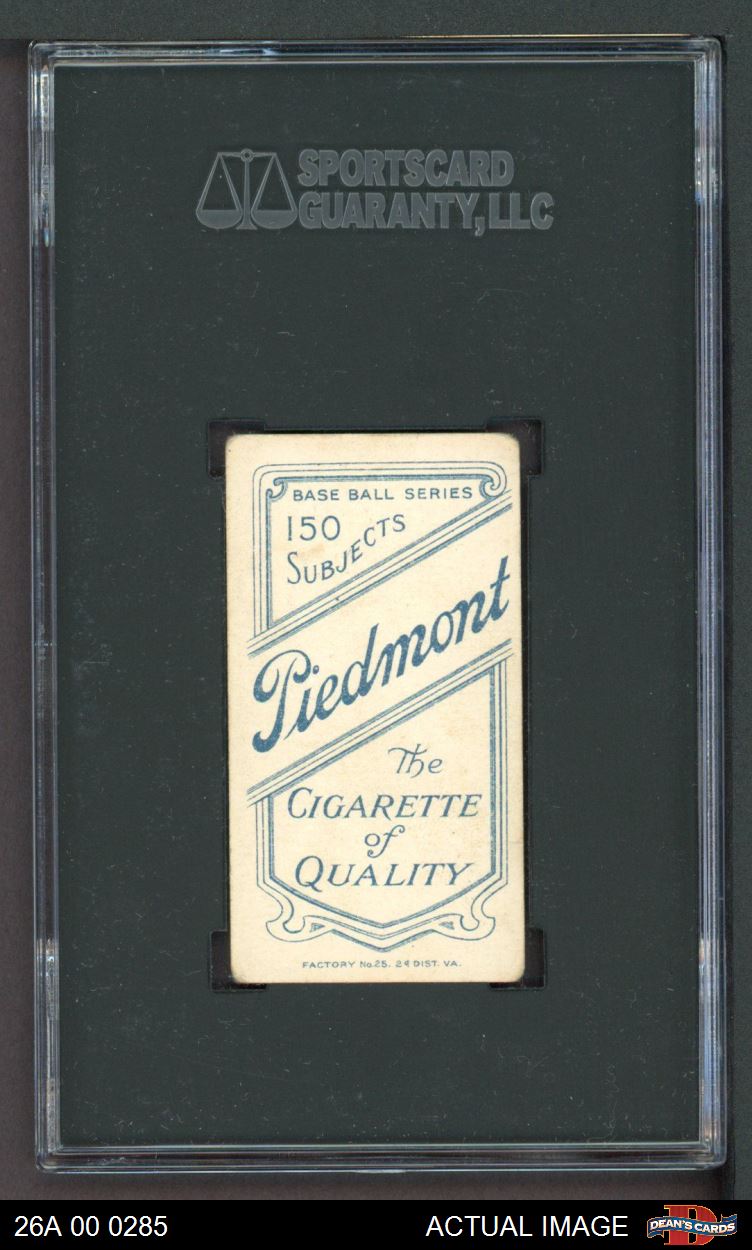 SPORTSCARD
GUARANTY, LLC
BASE BALL SERIES
150
SUBJECTS
Piedmont
The
CIGARETTE
of
QUALITY
FACTORY No.25. 2d DIST. VA.
26A 00 0285
ACTUAL IMAGE
DEAN'S CARDS